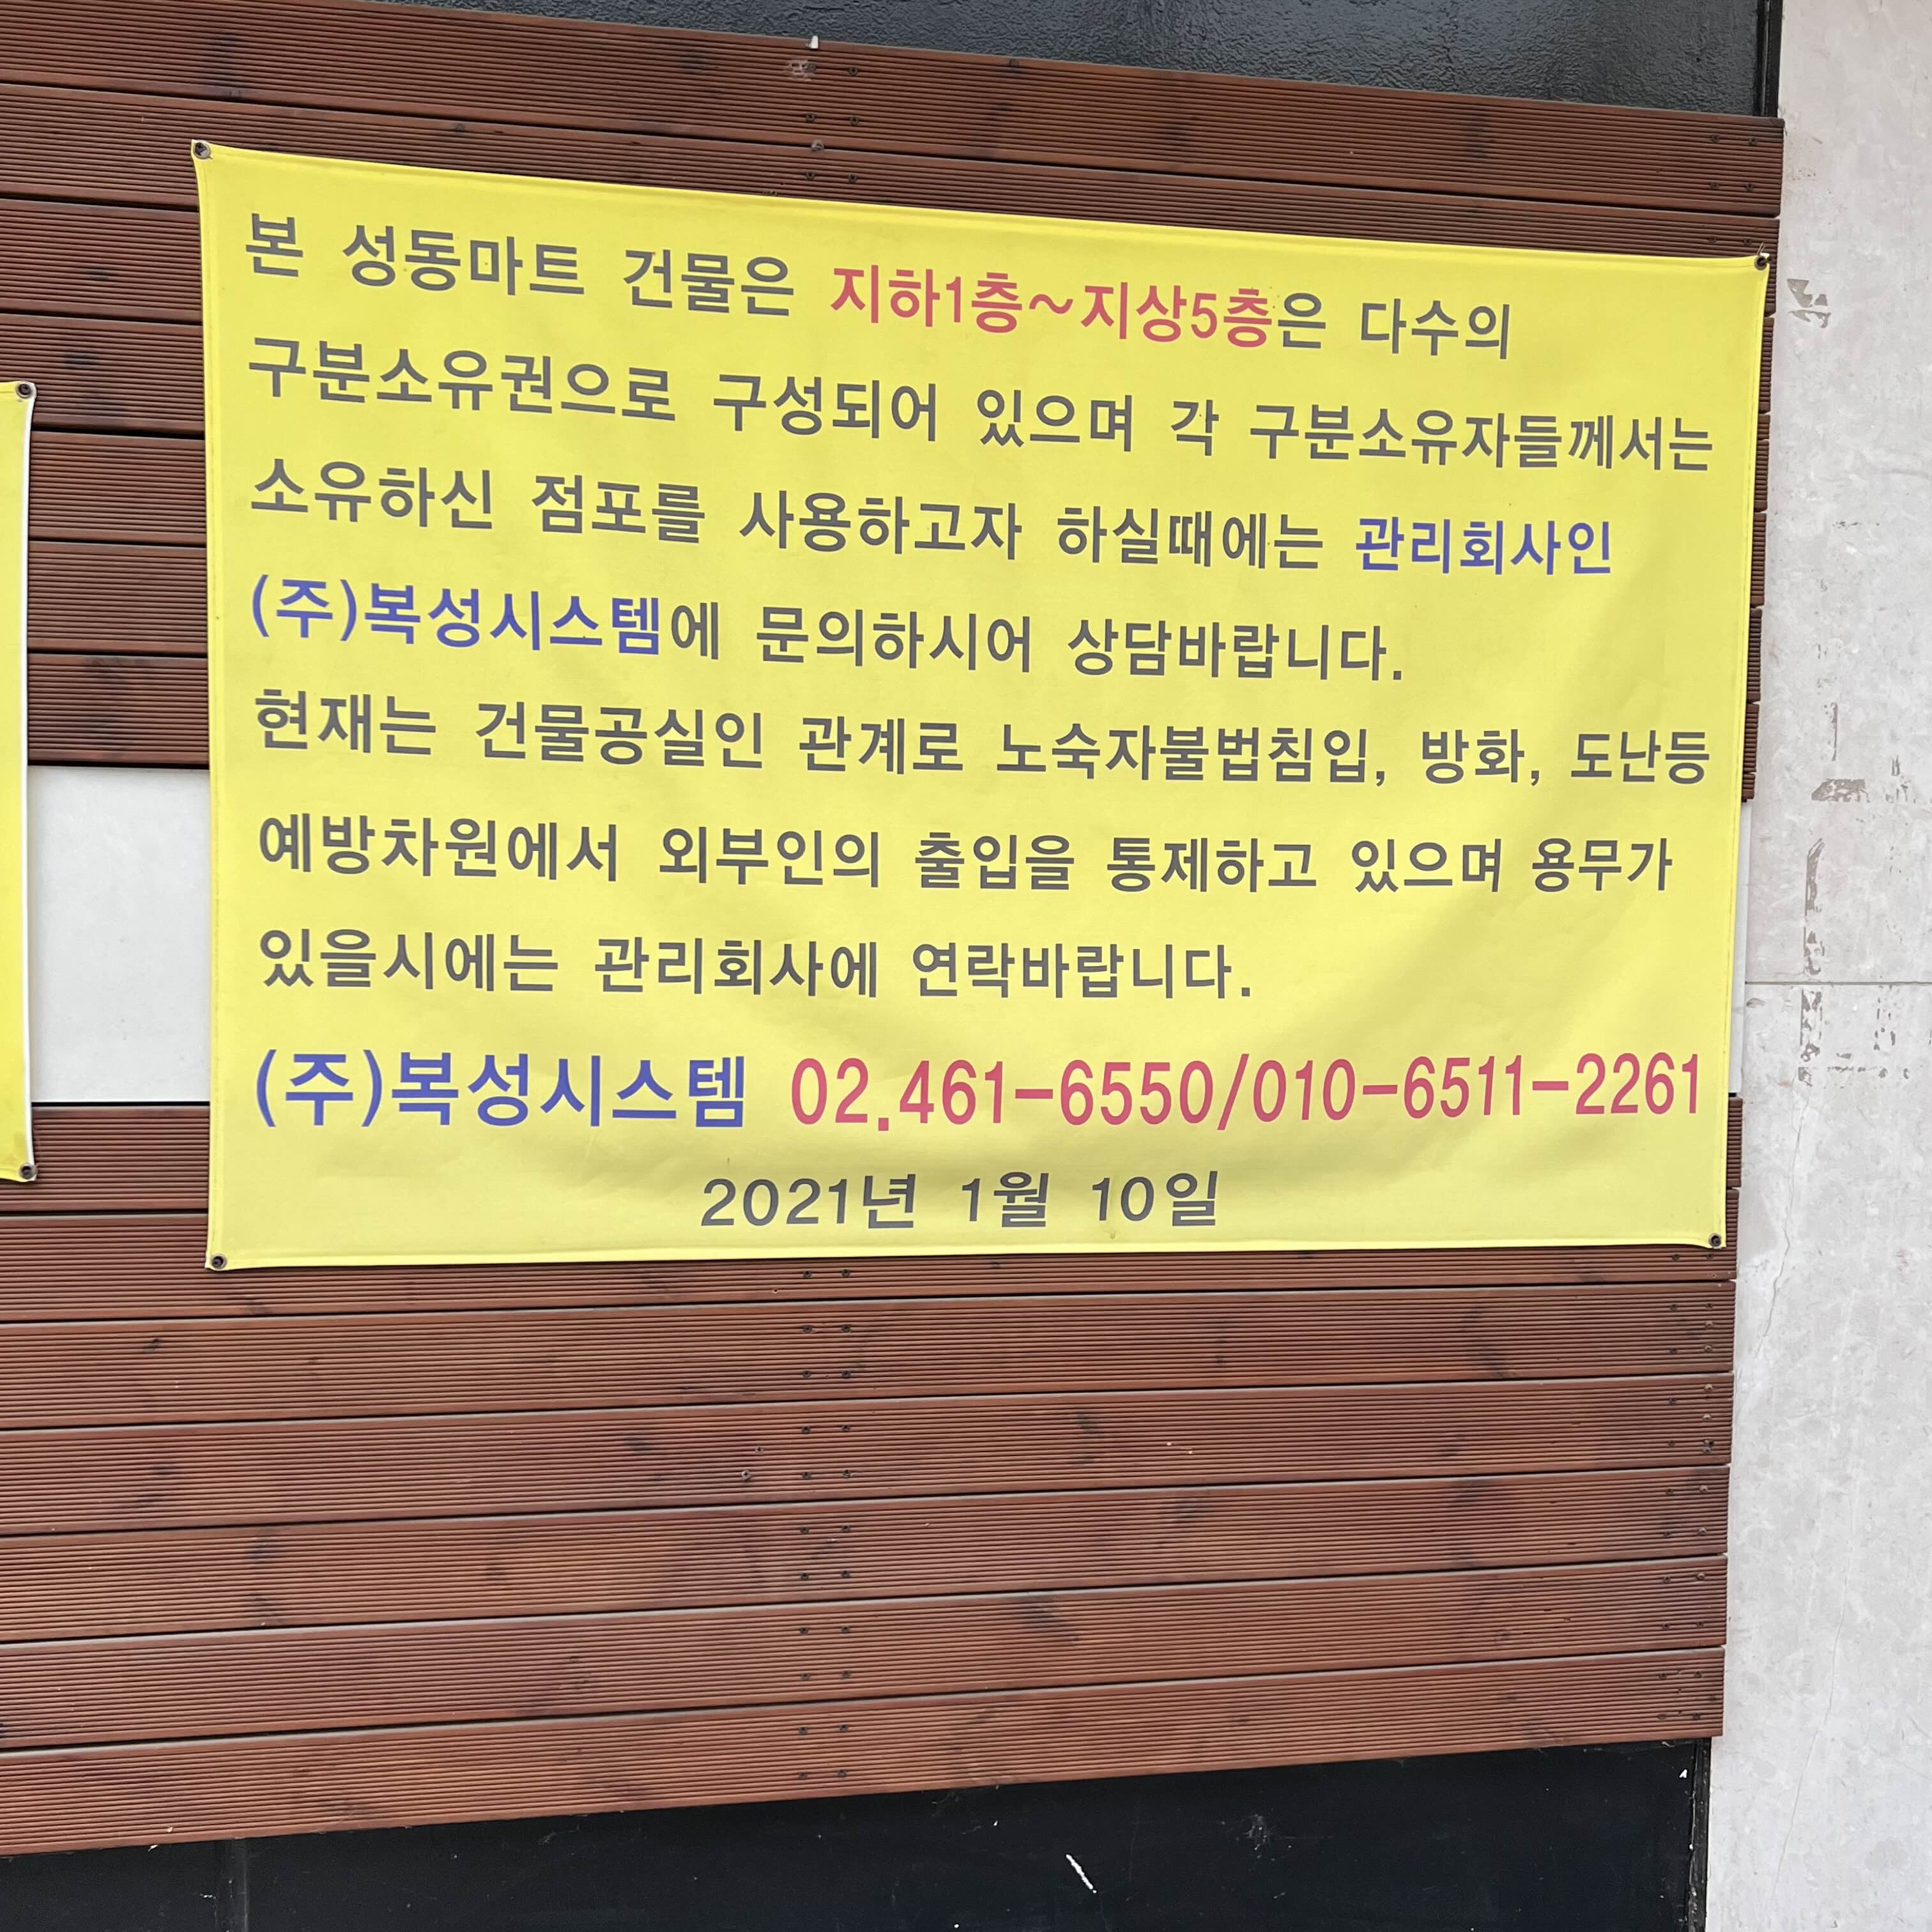 본 성동마트 건물은 지하1층~지상5층은 다수의
구분소유권으로 구성되어 있으며 각 구분소유자들께서는
소유하신 점포를 사용하고자 하실때에는 관리회사인
(주)복성시스템에 문의하시어 상담바랍니다.
현재는 건물공실인 관계로 노숙자불법침입, 방화, 도난등
예방차원에서 외부인의 출입을 통제하고 있으며 용무가
있을시에는 관리회사에 연락바랍니다.
(주)복성시스템 02.461-6550/010-6511-2261
2021년 1월 10일